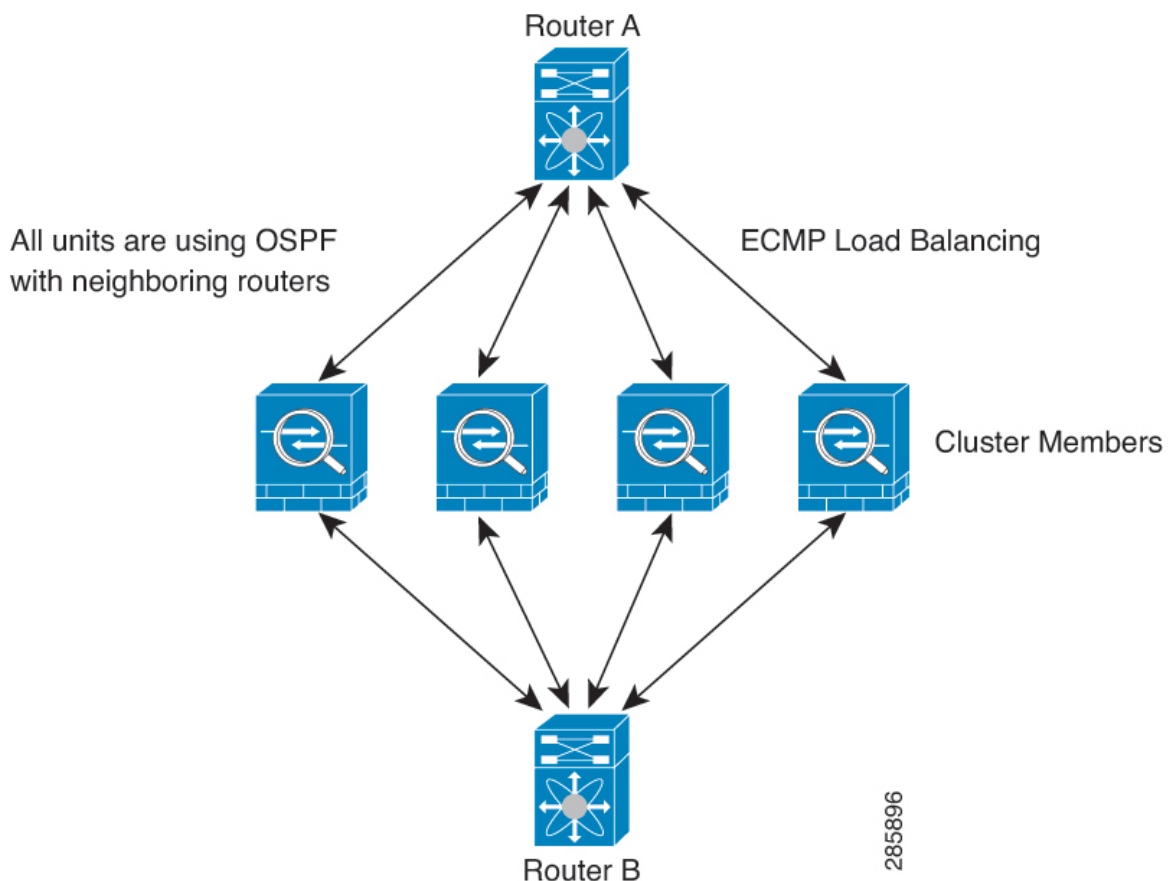 Router A
All units are using OSPF
with neighboring routers
ECMP Load Balancing
Cluster Members
Router B
285896